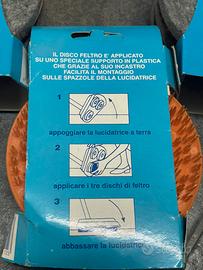 IL DISCO FELTRO E' APPLICATO
SU UNO SPECIALE SUPPORTO IN PLASTICA
CHE GRAZIE AL SUO INCASTRO
FACILITA IL MONTAGGIO
SULLE SPAZZOLE DELLA LUCIDATRICE
1
appoggiare la lucidatrice a terra
2
applicare i tre dischi di feltro
3
abbassare la lucidatrice